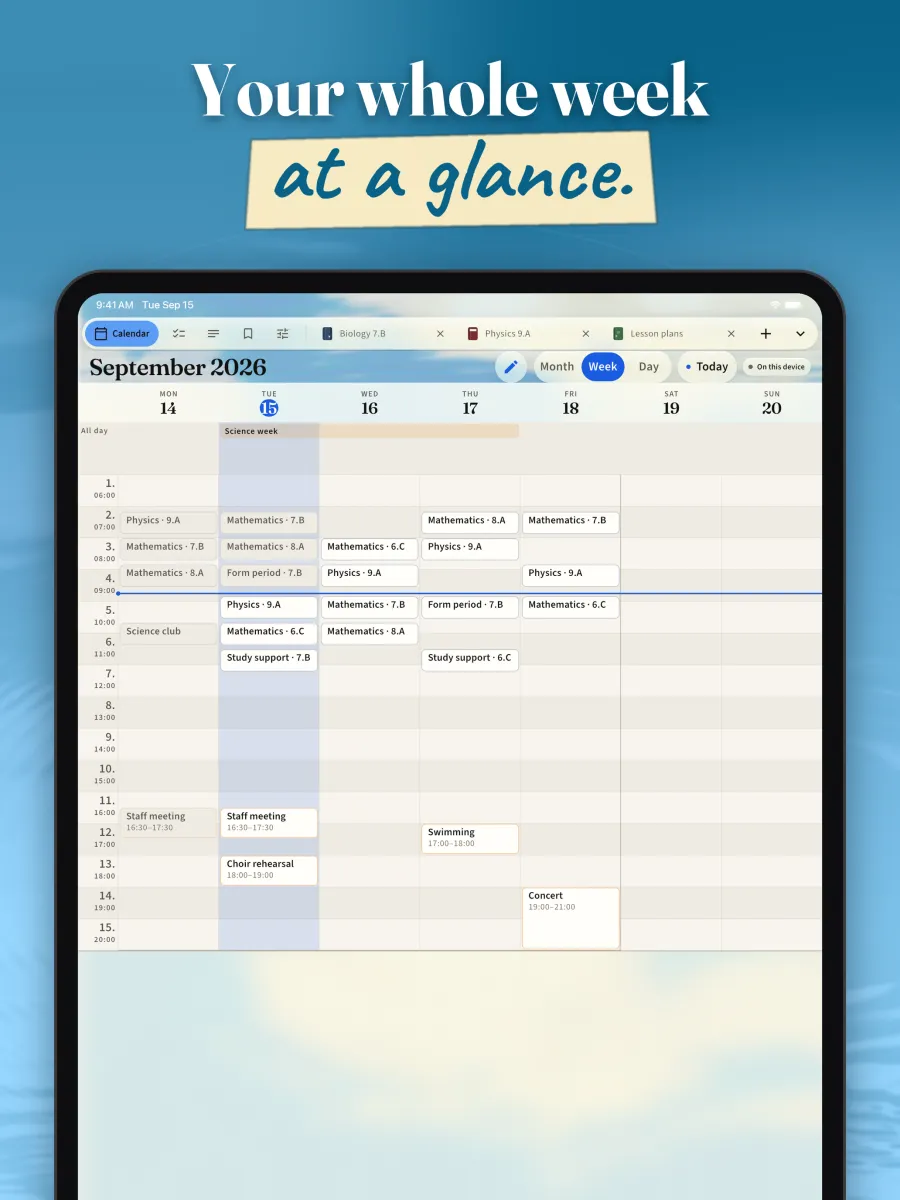 Your whole week
at a glance.
9:41 AM Tue Sep 15
Calendar
Biology 7.B
Physics 9.A
Lesson plans
September 2026
Month
Week
Day
Today
On this device
MON
14
TUE
15
WED
16
THU
17
FRI
18
SAT
19
SUN
20
All day
Science week
1.
06:00
2.
07:00
Physics · 9.A
Mathematics · 7.B
Mathematics · 8.A
Mathematics · 7.B
3.
08:00
Mathematics · 7.B
Mathematics · 8.A
Mathematics · 6.C
Physics · 9.A
4.
09:00
Mathematics · 8.A
Form period · 7.B
Physics · 9.A
Physics · 9.A
5.
10:00
Physics · 9.A
Mathematics · 7.B
Form period · 7.B
Mathematics · 6.C
6.
11:00
Science club
Mathematics · 6.C
Mathematics · 8.A
Study support · 7.B
Study support · 6.C
7.
12:00
8.
13:00
9.
14:00
10.
15:00
11.
16:00
Staff meeting
16:30–17:30
Staff meeting
16:30–17:30
12.
17:00
Swimming
17:00–18:00
13.
18:00
Choir rehearsal
18:00–19:00
14.
19:00
Concert
19:00–21:00
15.
20:00